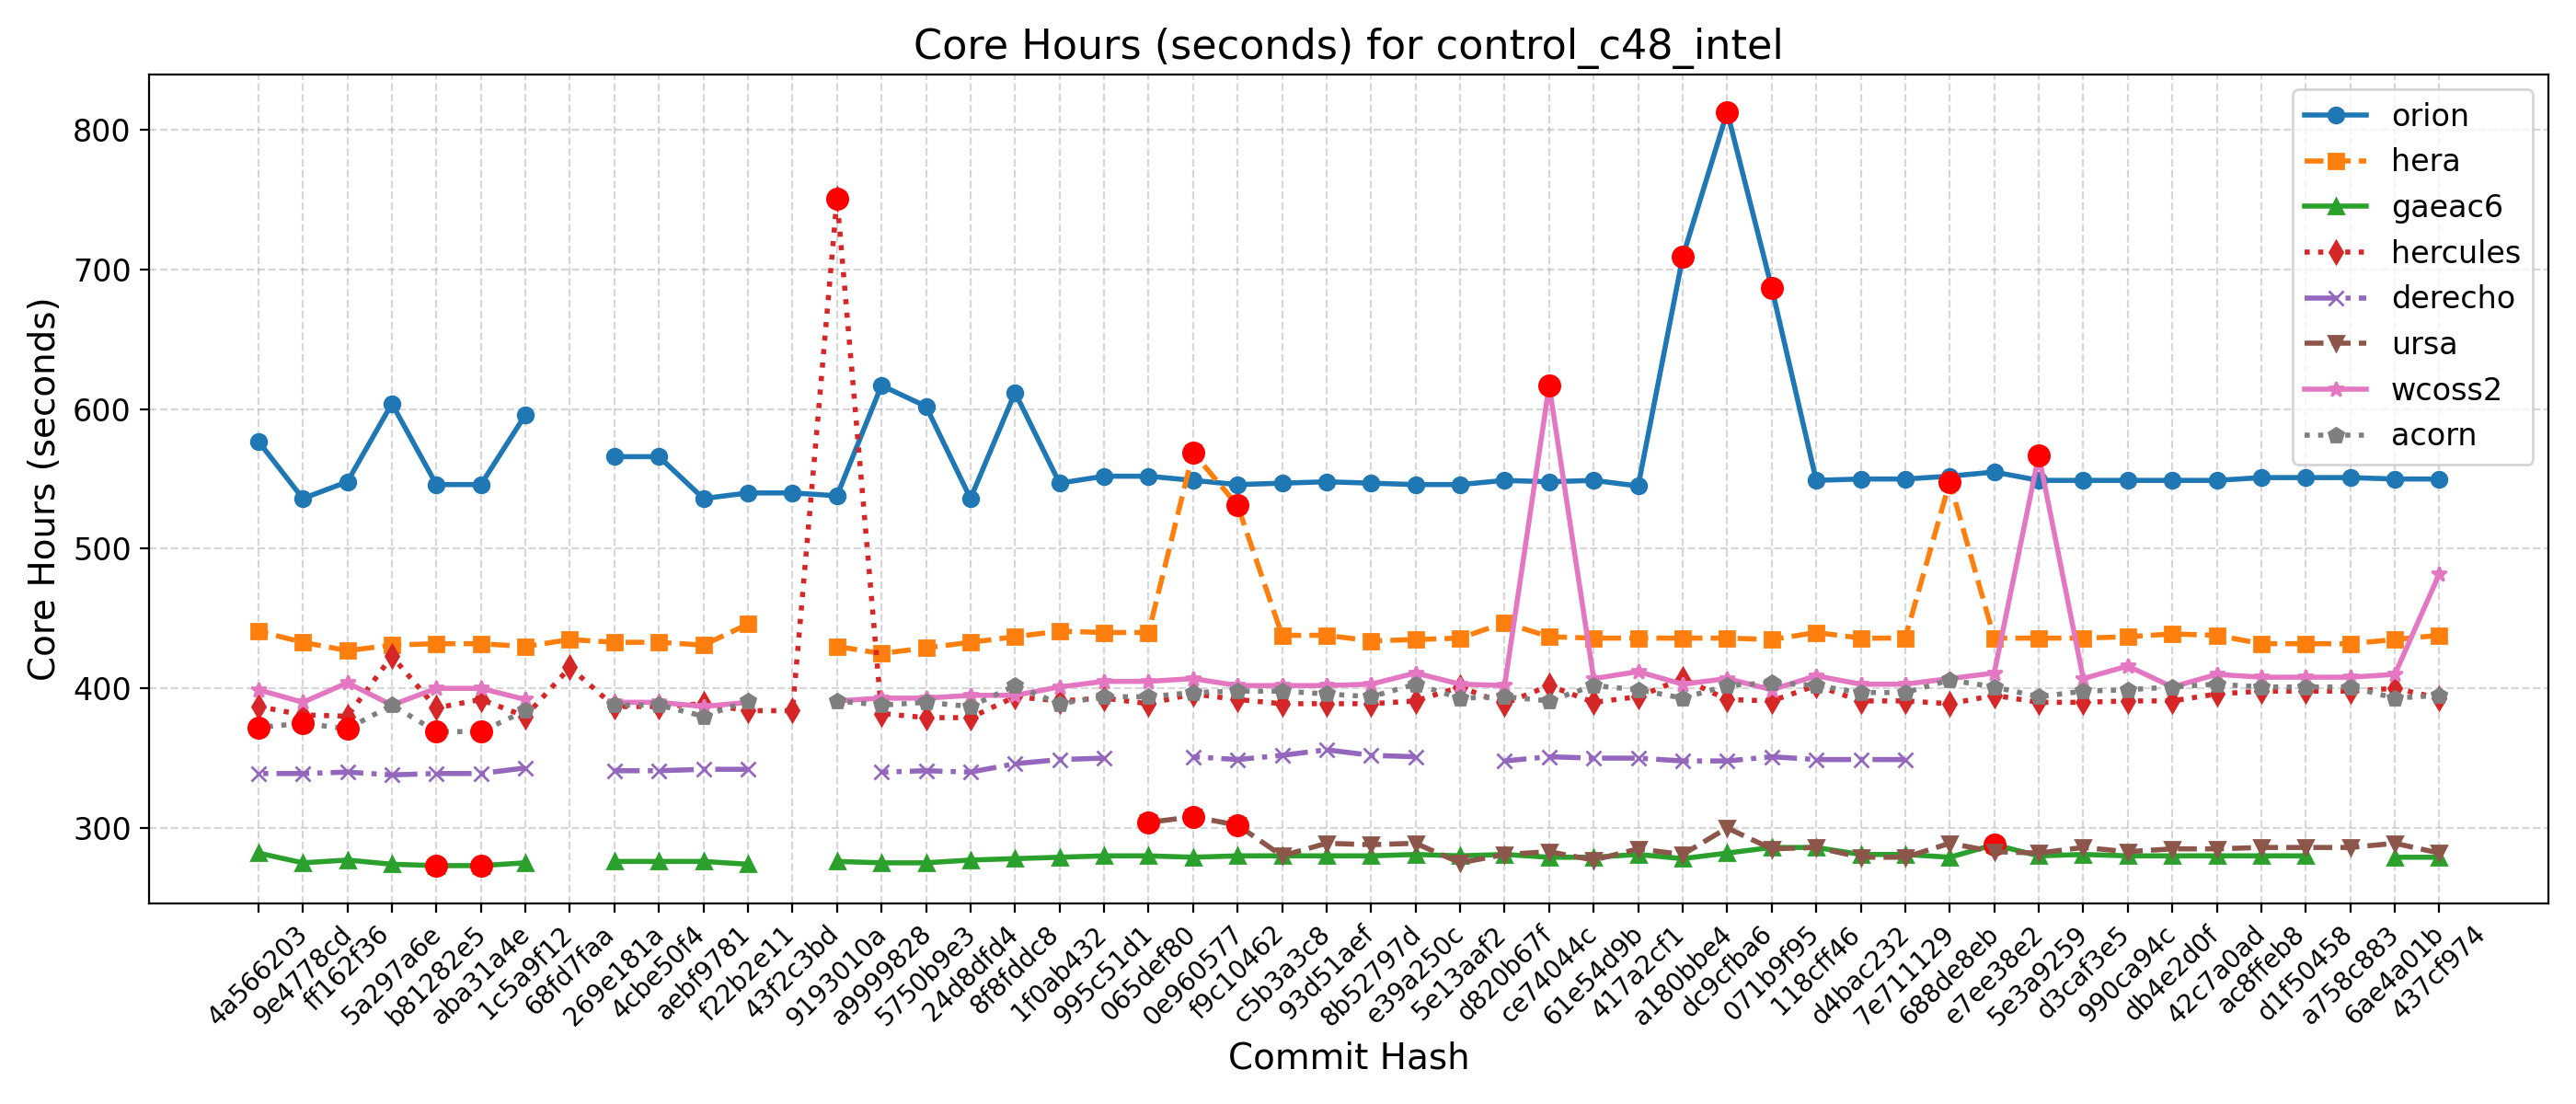 Core Hours (seconds) for control_c48_intel
Core Hours (seconds)
800
700
600
500
400
300
orion
hera
gaeac6
hercules
derecho
ursa
wcoss2
acorn
4a566203
9e4778cd
ff162f36
5a297a6e
b81282e5
aba31a4e
1c5a9f12
68fd7faa
269e181a
4cbe50f4
aebf9781
f22b2e11
43f2c3bd
9193010a
a9999828
5750b9e3
24d8dfd4
8f8fddc8
1f0ab432
995c51d1
065def80
0e960577
f9c10462
c5b3a3c8
93d51aef
8b52797d
e39a250c
5e13aaf2
d820b67f
ce74044c
61e54d9b
417a2cf1
a180bbe4
dc9cfba6
071b9f95
118cff46
d4bac232
7e711129
688de8eb
e7ee38e2
5e3a9259
d3caf3e5
990ca94c
db4e2d0f
42c7a0ad
ac8ffeb8
d1f50458
a758c883
6ae4a01b
437cf974
Commit Hash